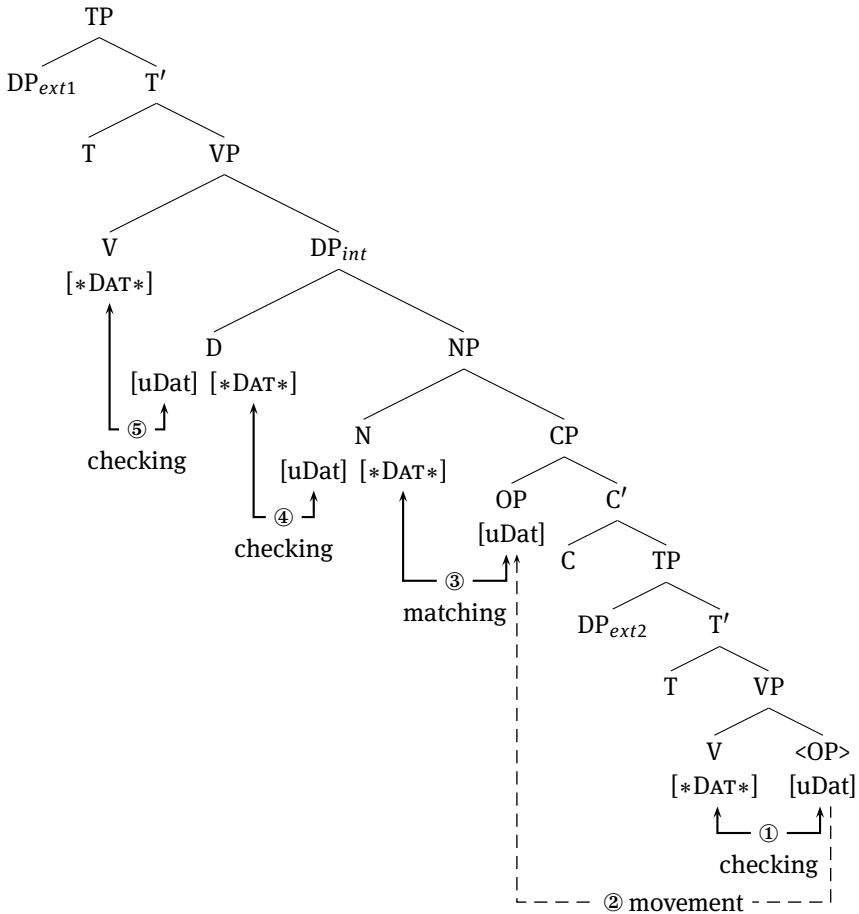 TP
DP_ext1 T′
T VP
V DP_int
[∗DAT∗]
D NP
[uDat] [∗DAT∗]
⑤ N CP
checking
[uDat] [∗DAT∗]
OP C′
④ [uDat]
checking C TP
③
matching DP_ext2 T′
T VP
V <OP>
[∗DAT∗] [uDat]
①
checking
② movement